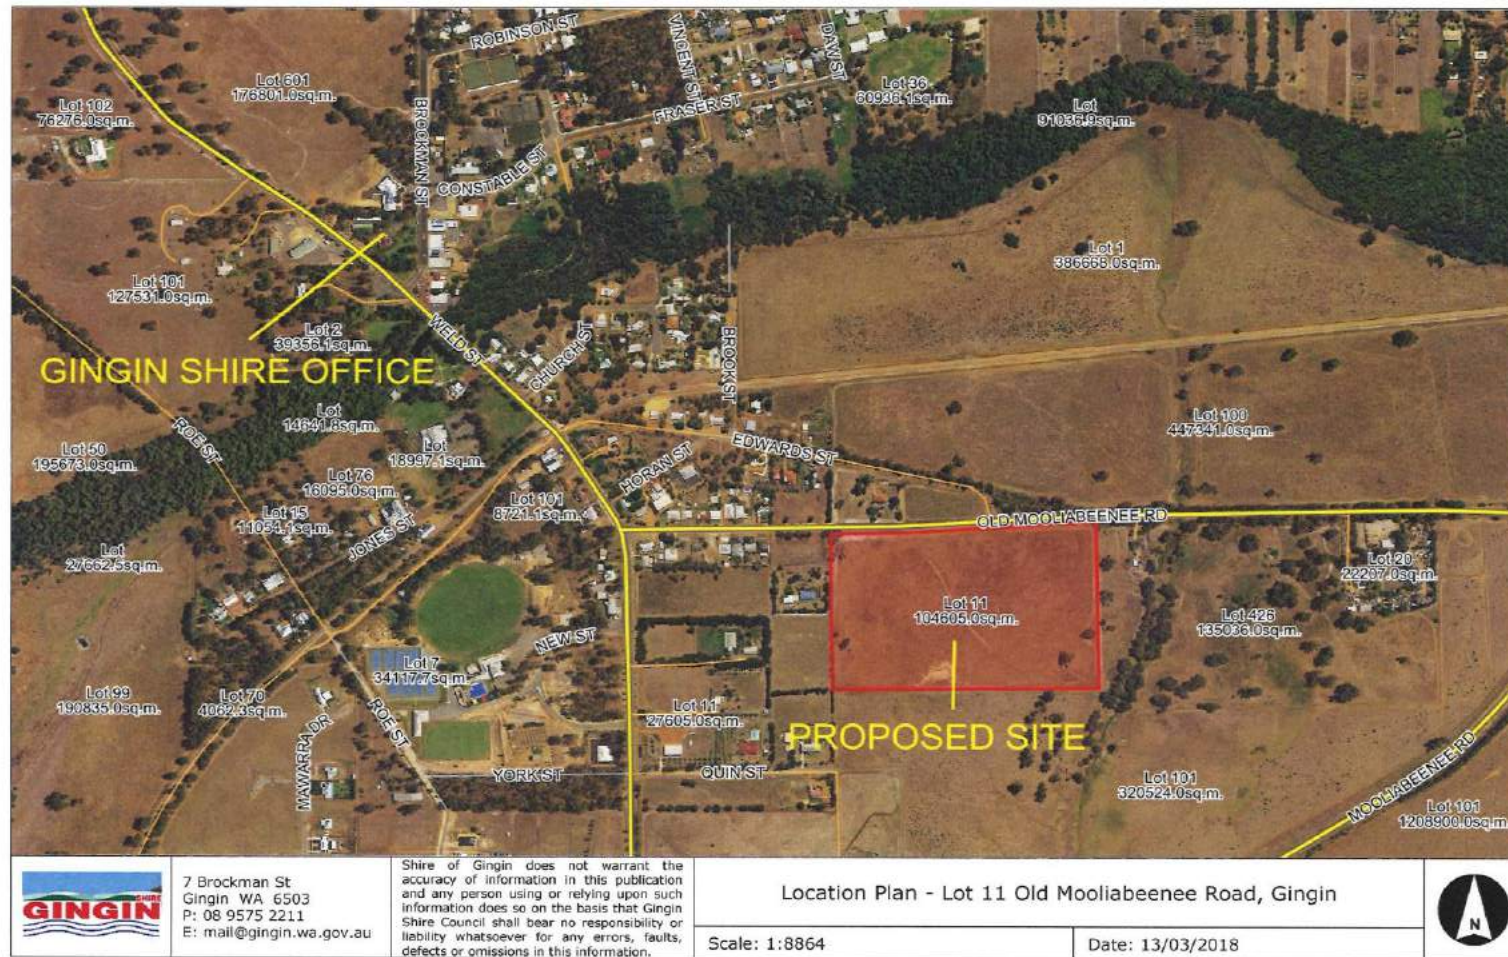 ROBINSON ST
VINCENT ST
DAW ST
Lot 601
176801.0sq.m.
Lot 102
76276.0sq.m.
Lot 36
60936.1sq.m.
FRASER ST
Lot
91036.9sq.m.
BROCKMAN ST
CONSTABLE ST
Lot 1
386668.0sq.m.
Lot 101
127531.0sq.m.
Lot 2
39356.1sq.m.
WELD ST
CHURCH ST
BROOK ST
GINGIN SHIRE OFFICE
Lot
14641.8sq.m.
Lot 100
447341.0sq.m.
ROE ST
Lot 50
195673.0sq.m.
Lot
18997.1sq.m.
EDWARDS ST
HORAN ST
Lot 76
16095.0sq.m.
Lot 101
8721.1sq.m.
Lot 15
11054.1sq.m.
JONES ST
OLD MOOLIABEENEE RD
Lot
27662.5sq.m.
Lot 20
22207.0sq.m.
Lot 11
104605.0sq.m.
Lot 426
135036.0sq.m.
NEW ST
Lot 7
34117.7sq.m.
Lot 99
190835.0sq.m.
Lot 70
4062.3sq.m.
ROE ST
Lot 11
27605.0sq.m.
MAWARRA DR
PROPOSED SITE
YORK ST
QUIN ST
Lot 101
320524.0sq.m.
MOOLIABEENEE RD
Lot 101
1208900.0sq.m
SHIRE
GINGIN
7 Brockman St
Gingin WA 6503
P: 08 9575 2211
E: mail@gingin.wa.gov.au
Shire of Gingin does not warrant the
accuracy of information in this publication
and any person using or relying upon such
information does so on the basis that Gingin
Shire Council shall bear no responsibility or
liability whatsoever for any errors, faults,
defects or omissions in this information.
Location Plan - Lot 11 Old Mooliabeenee Road, Gingin
Scale: 1:8864
Date: 13/03/2018
N